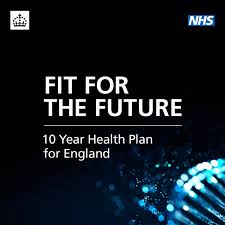 NHS
FIT FOR
THE FUTURE
10 Year Health Plan
for England